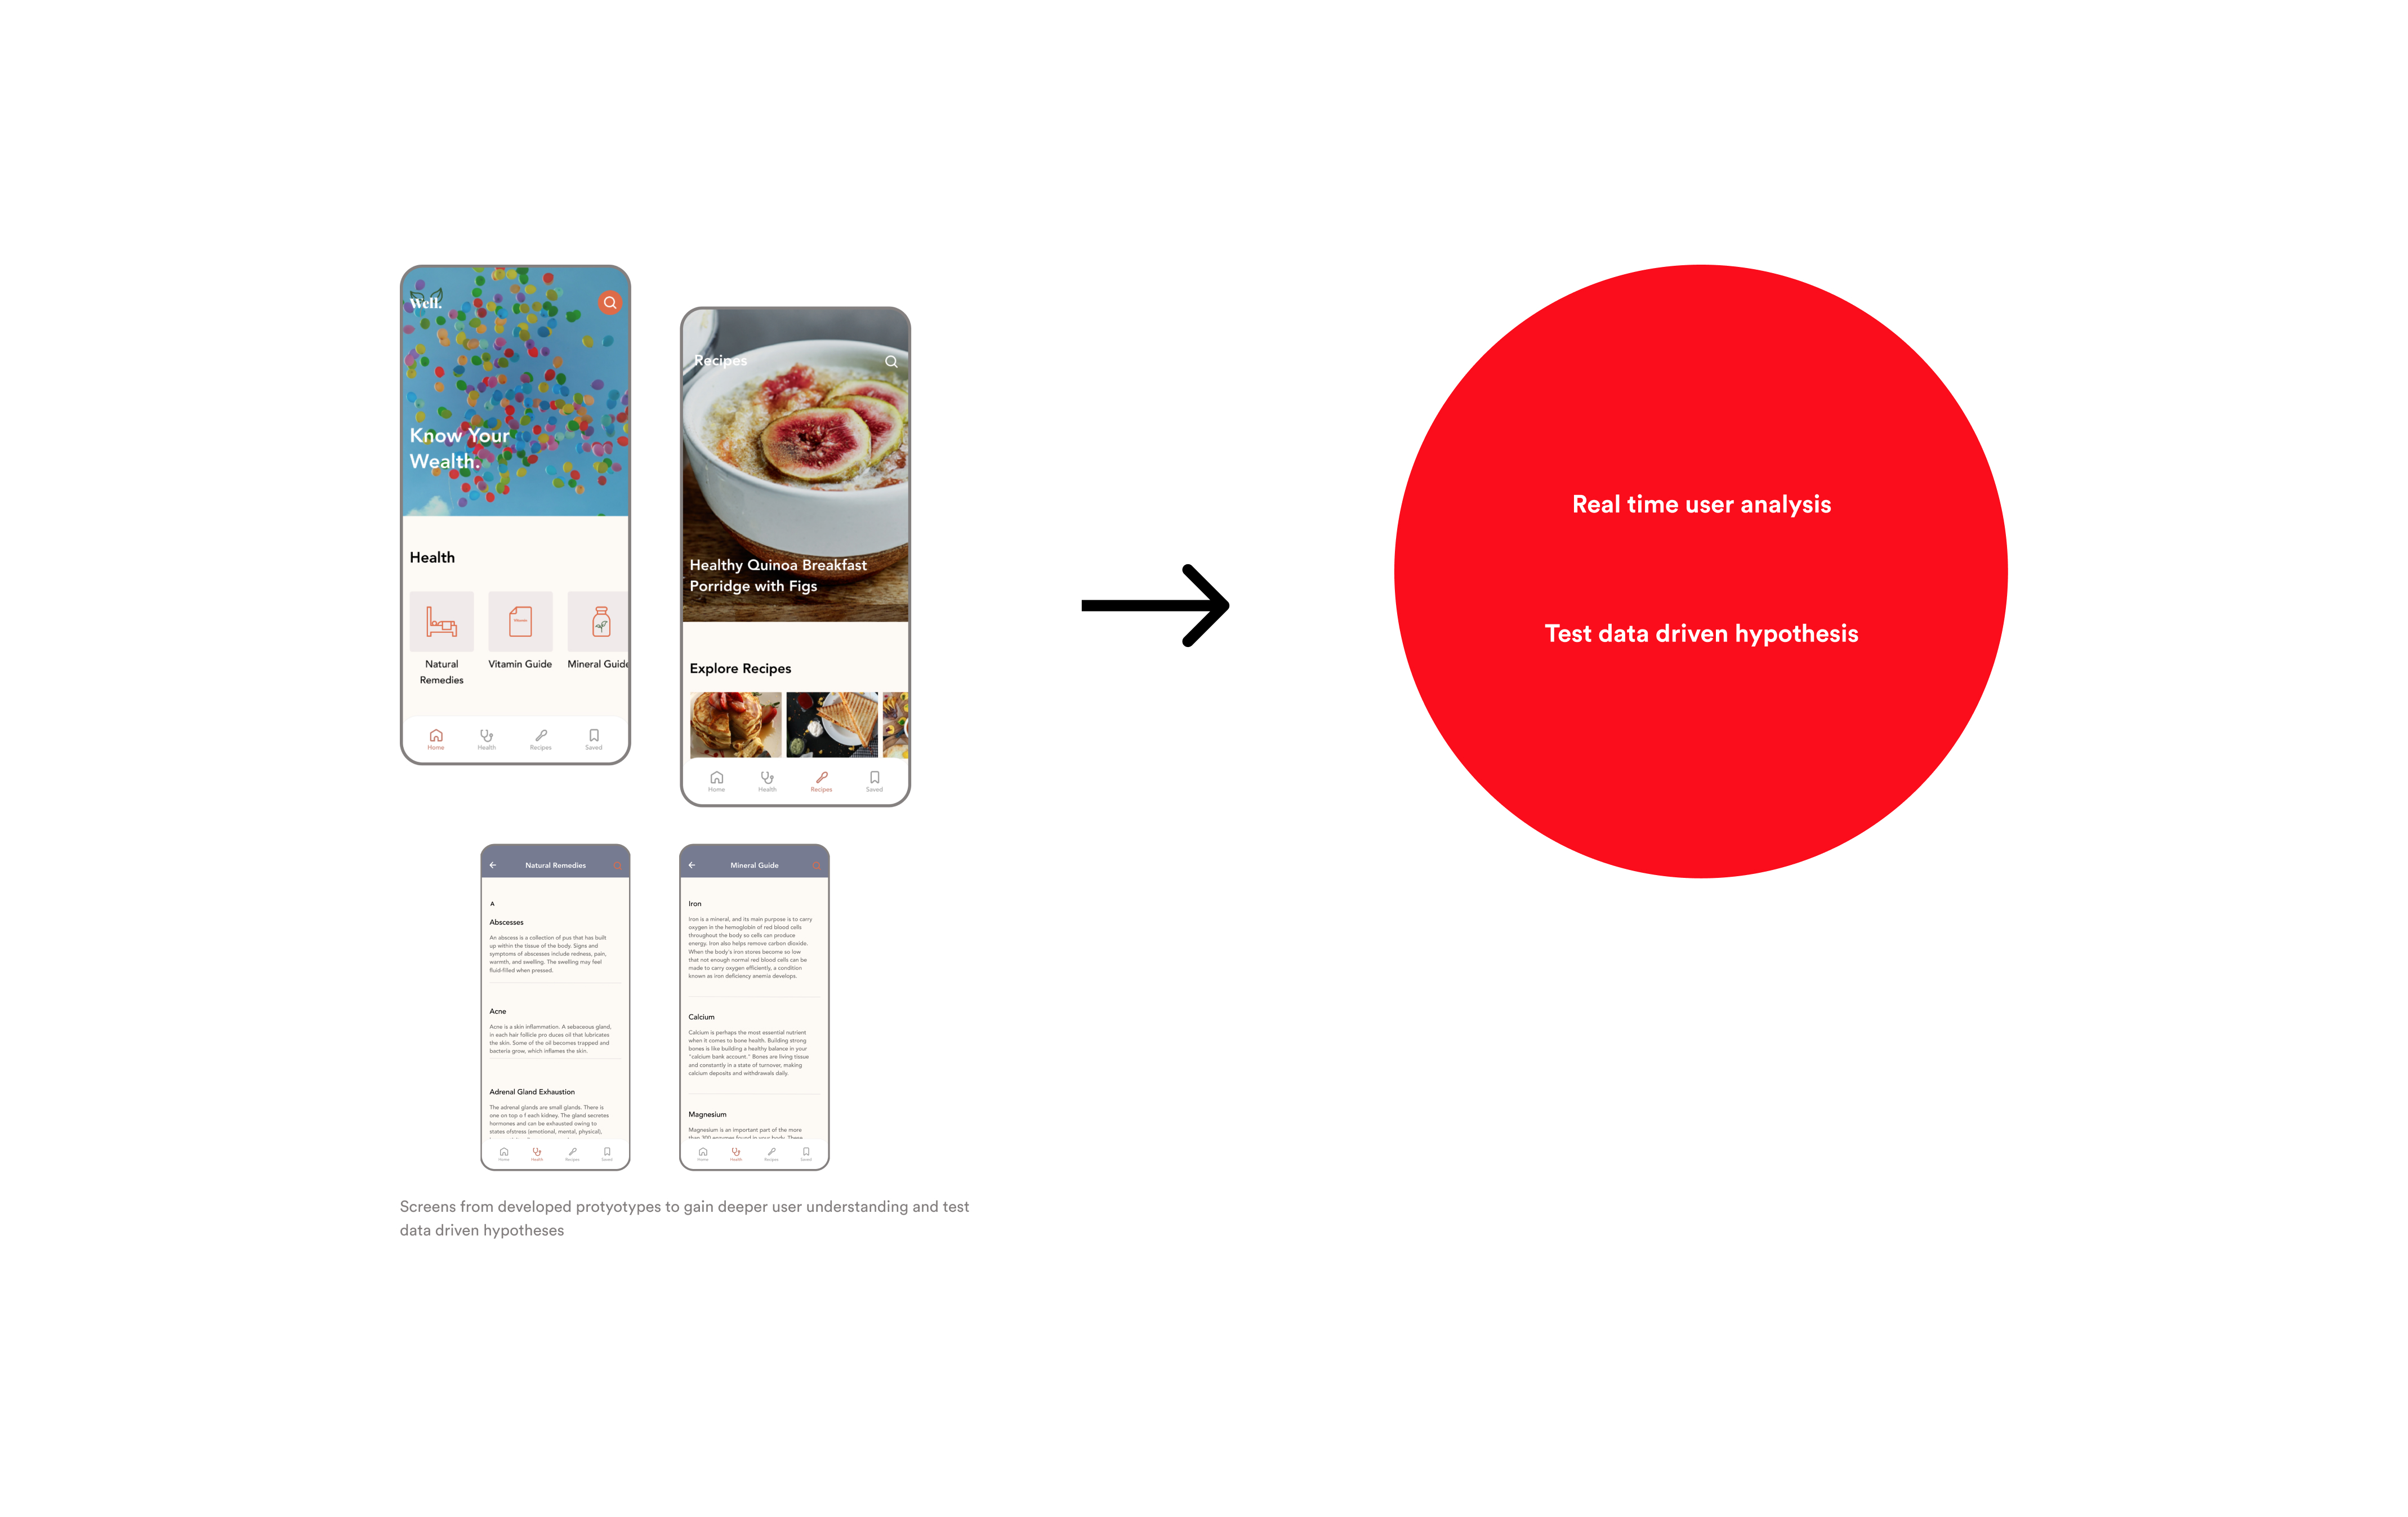 Well.
Know Your
Wealth.
Health
Natural
Remedies
Vitamin Guide
Mineral Guide
Home
Health
Recipes
Saved
Recipes
Healthy Quinoa Breakfast
Porridge with Figs
Explore Recipes
Home
Health
Recipes
Saved
Natural Remedies
A
Abscesses
An abscess is a collection of pus that has built
up within the tissue of the body. Signs and
symptoms of abscesses include redness, pain,
warmth, and swelling. The swelling may feel
fluid-filled when pressed.
Acne
Acne is a skin inflammation. A sebaceous gland,
in each hair follicle pro duces oil that lubricates
the skin. Some of the oil becomes trapped and
bacteria grow, which inflames the skin.
Adrenal Gland Exhaustion
The adrenal glands are small glands. There is
one on top o f each kidney. The gland secretes
hormones and can be exhausted owing to
states ofstress (emotional, mental, physical),
Home
Health
Recipes
Saved
Mineral Guide
Iron
Iron is a mineral, and its main purpose is to carry
oxygen in the hemoglobin of red blood cells
throughout the body so cells can produce
energy. Iron also helps remove carbon dioxide.
When the body's iron stores become so low
that not enough normal red blood cells can be
made to carry oxygen efficiently, a condition
known as iron deficiency anemia develops.
Calcium
Calcium is perhaps the most essential nutrient
when it comes to bone health. Building strong
bones is like building a healthy balance in your
"calcium bank account." Bones are living tissue
and constantly in a state of turnover, making
calcium deposits and withdrawals daily.
Magnesium
Magnesium is an important part of the more
than 300 enzymes found in your body. These
Home
Health
Recipes
Saved
Screens from developed protyotypes to gain deeper user understanding and test
data driven hypotheses
Real time user analysis
Test data driven hypothesis